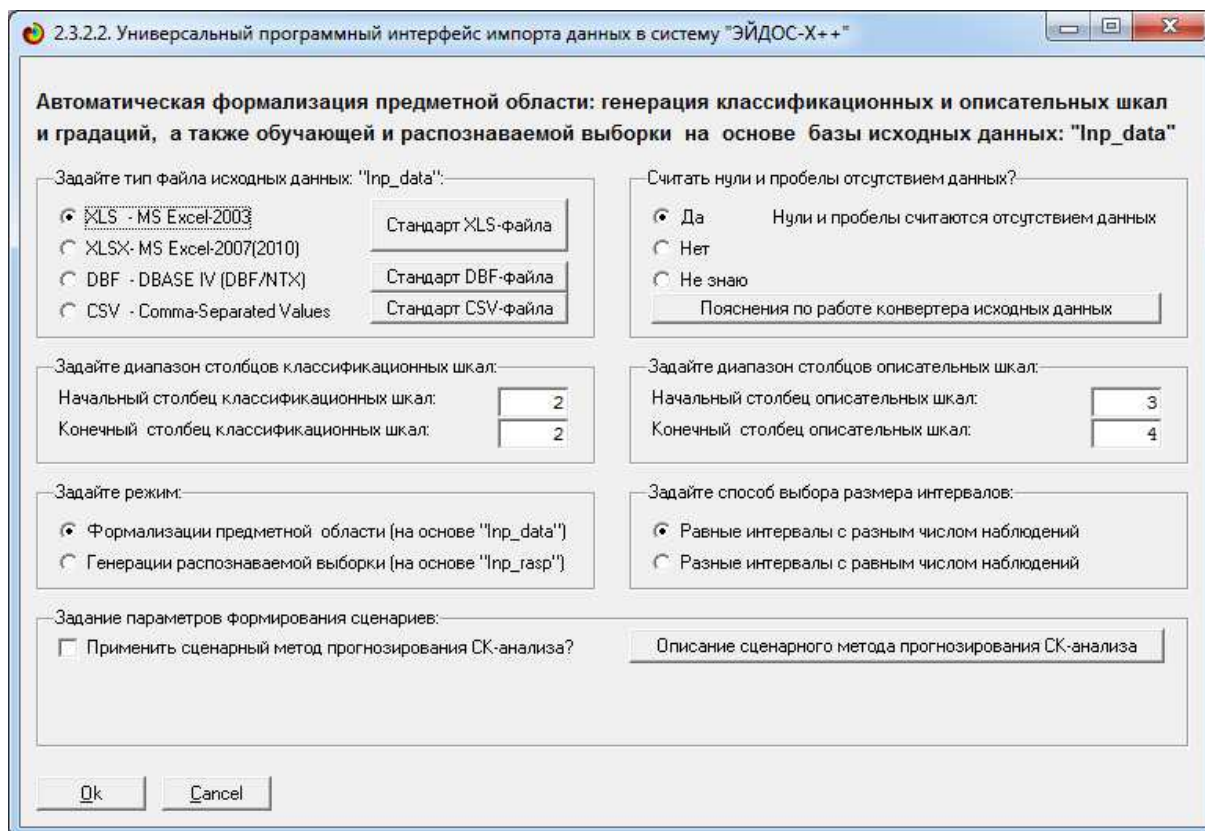 2.3.2.2. Универсальный программный интерфейс импорта данных в систему "ЭЙДОС-X++"
Автоматическая формализация предметной области: генерация классификационных и описательных шкал
и градаций, а также обучающей и распознаваемой выборки на основе базы исходных данных: "Inp_data"
Задайте тип файла исходных данных: "Inp_data":
XLS - MS Excel-2003
Стандарт XLS-файла
XLSX- MS Excel-2007(2010)
DBF - DBASE IV (DBF/NTX)
Стандарт DBF-файла
CSV - Comma-Separated Values
Стандарт CSV-файла
Считать нули и пробелы отсутствием данных?
Да Нули и пробелы считаются отсутствием данных
Нет
Не знаю
Пояснения по работе конвертера исходных данных
Задайте диапазон столбцов классификационных шкал:
Начальный столбец классификационных шкал: 2
Конечный столбец классификационных шкал: 2
Задайте диапазон столбцов описательных шкал:
Начальный столбец описательных шкал: 3
Конечный столбец описательных шкал: 4
Задайте режим:
Формализации предметной области (на основе "Inp_data")
Генерации распознаваемой выборки (на основе "Inp_rasp")
Задайте способ выбора размера интервалов:
Равные интервалы с разным числом наблюдений
Разные интервалы с равным числом наблюдений
Задание параметров формирования сценариев:
Применить сценарный метод прогнозирования СК-анализа?
Описание сценарного метода прогнозирования СК-анализа
Ok
Cancel